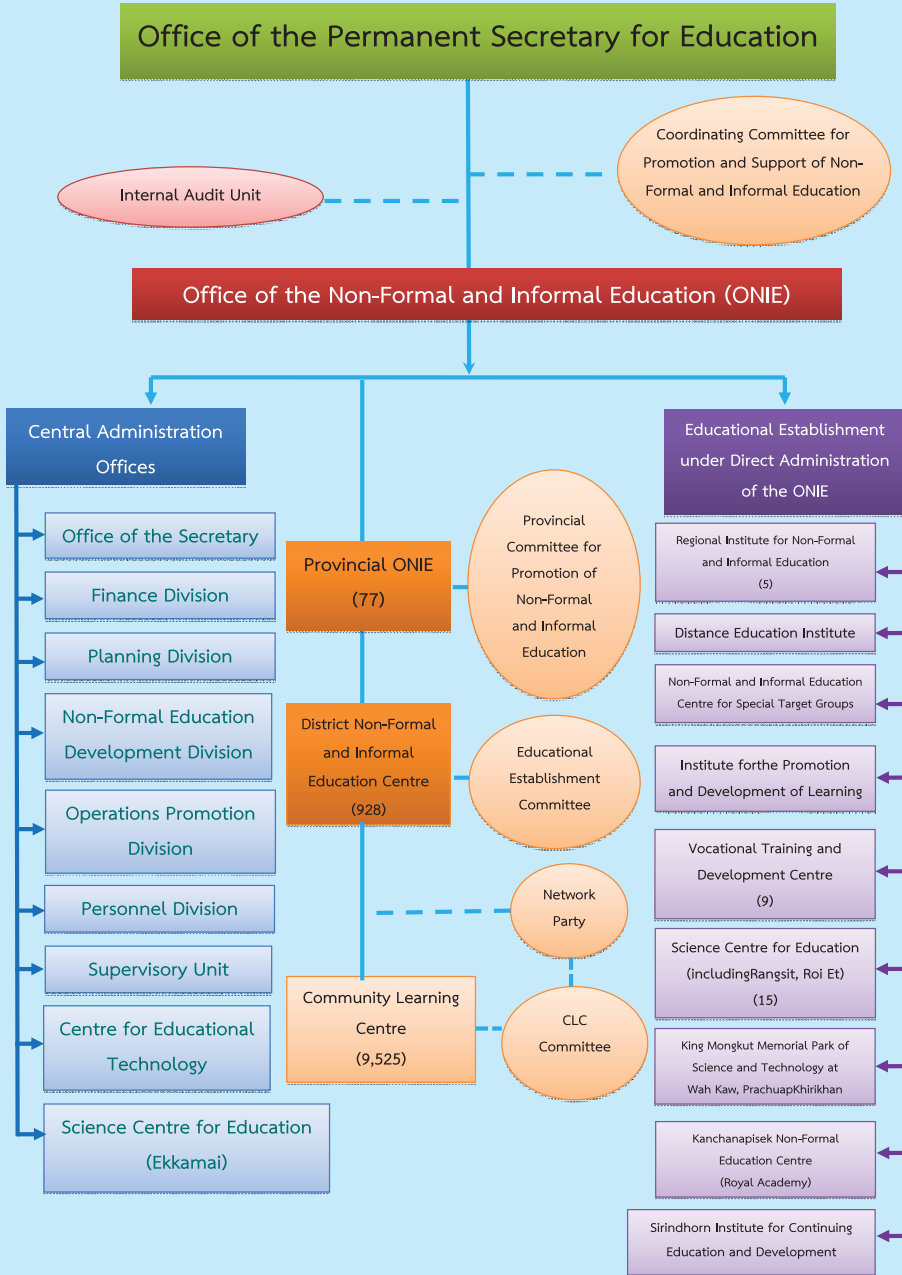 Office of the Permanent Secretary for Education
Coordinating Committee for
Promotion and Support of Non-
Formal and Informal Education
Internal Audit Unit
Office of the Non-Formal and Informal Education (ONIE)
Central Administration
Offices
Office of the Secretary
Finance Division
Planning Division
Non-Formal Education
Development Division
Operations Promotion
Division
Personnel Division
Supervisory Unit
Centre for Educational
Technology
Science Centre for Education
(Ekkamai)
Provincial ONIE
(77)
Provincial
Committee for
Promotion of
Non-Formal
and Informal
Education
District Non-Formal
and Informal
Education Centre
(928)
Educational
Establishment
Committee
Network
Party
Community Learning
Centre
(9,525)
CLC
Committee
Educational Establishment
under Direct Administration
of the ONIE
Regional Institute for Non-Formal
and Informal Education
(5)
Distance Education Institute
Non-Formal and Informal Education
Centre for Special Target Groups
Institute forthe Promotion
and Development of Learning
Vocational Training and
Development Centre
(9)
Science Centre for Education
(includingRangsit, Roi Et)
(15)
King Mongkut Memorial Park of
Science and Technology at
Wah Kaw, PrachuapKhirikhan
Kanchanapisek Non-Formal
Education Centre
(Royal Academy)
Sirindhorn Institute for Continuing
Education and Development